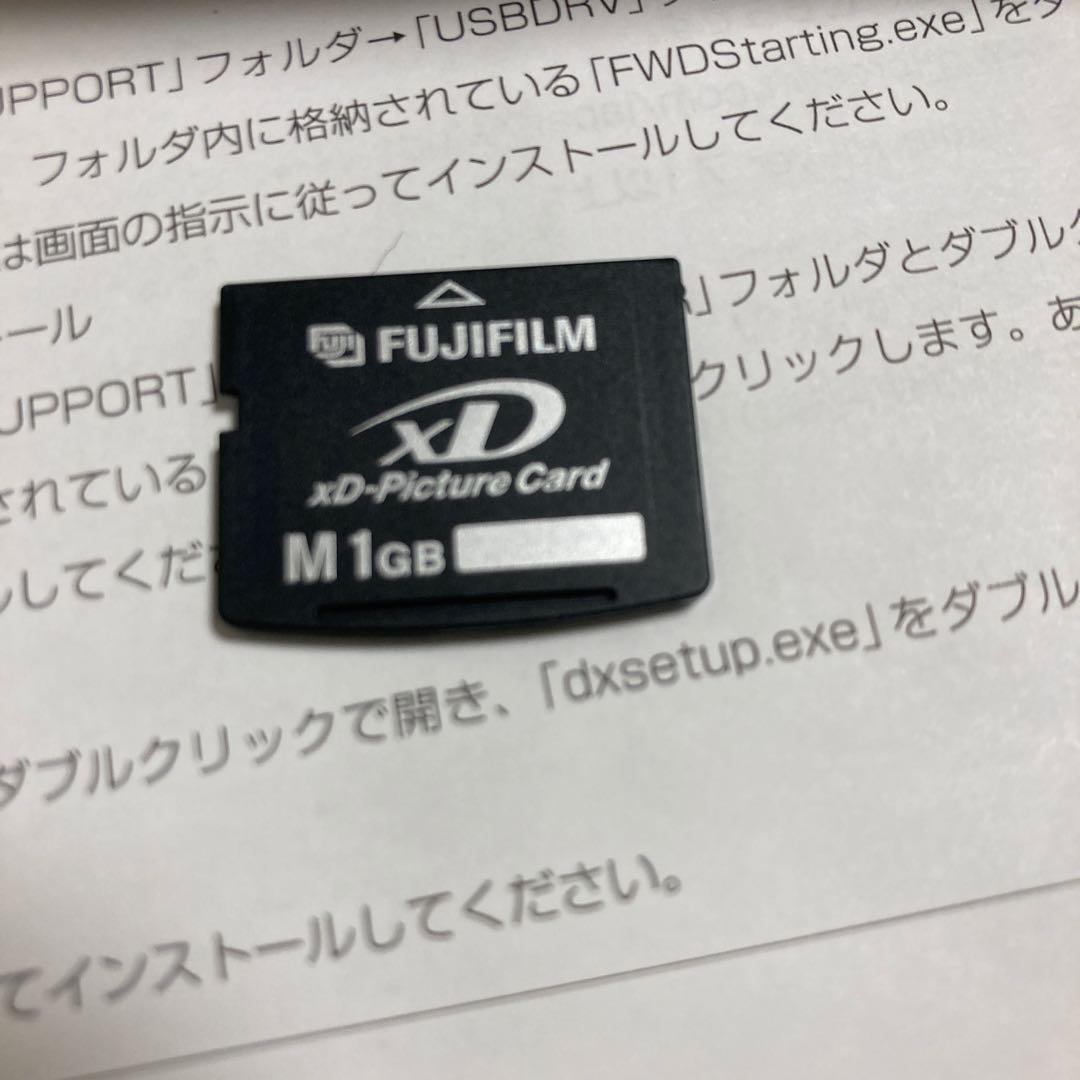 UPPORT」フォルダ→「USBDRV」
フォルダ内に格納されている「FWDStarting.exe」をダ
は画面の指示に従ってインストールしてください。
ール
」フォルダとダブルク
UPPORT」
クリックします。あ
されている
してくだ
FUJI FUJIFILM
xD
xD-Picture Card
M 1GB
ダブルクリックで開き、「dxsetup.exe」をダブル
てインストールしてください。